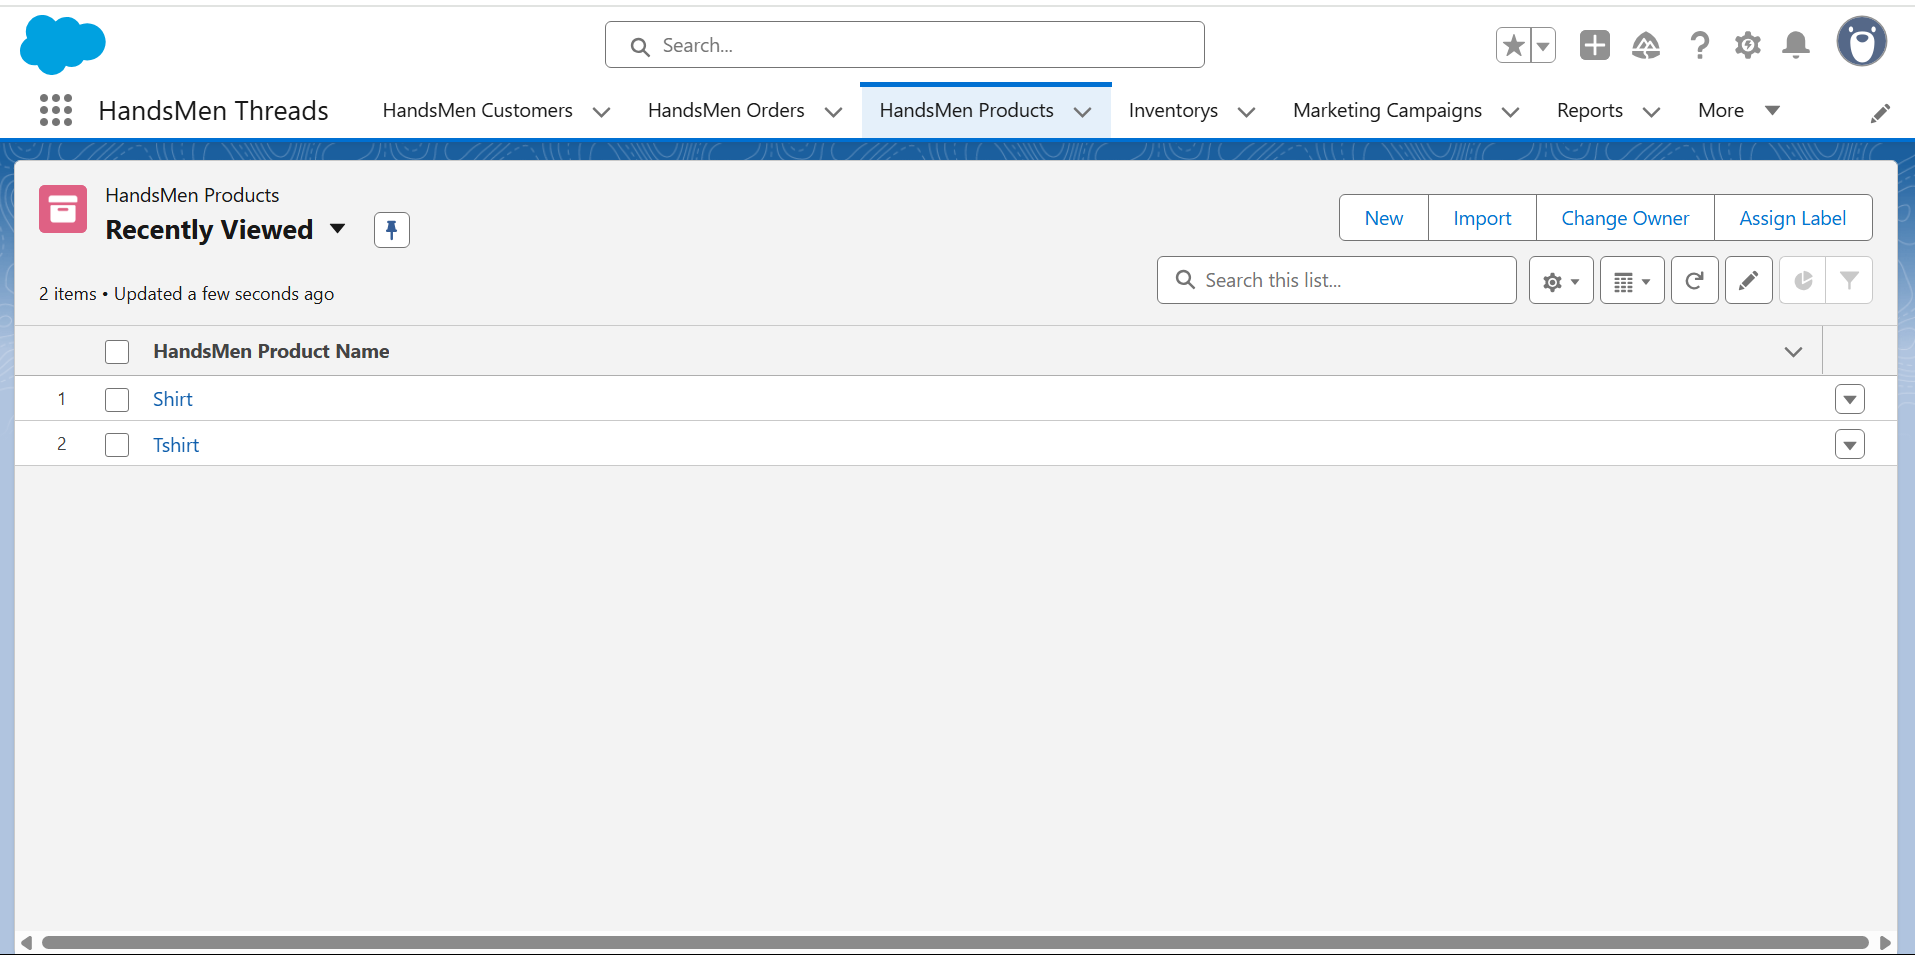 Search...
HandsMen Threads
HandsMen Customers
HandsMen Orders
HandsMen Products
Inventorys
Marketing Campaigns
Reports
More
HandsMen Products
Recently Viewed
New
Import
Change Owner
Assign Label
2 items • Updated a few seconds ago
Search this list...
HandsMen Product Name
1
Shirt
2
Tshirt